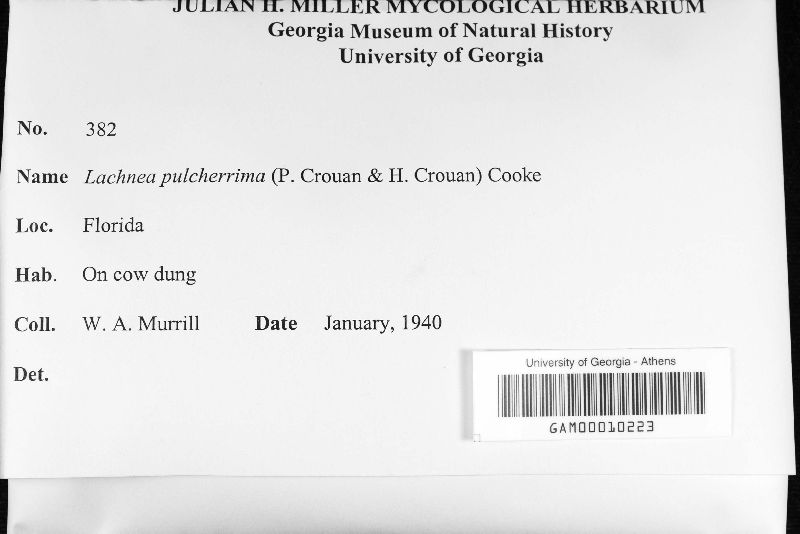 JULIAN H. MILLER MYCOLOGICAL HERBARIUM
Georgia Museum of Natural History
University of Georgia
No. 382
Name Lachnea pulcherrima (P. Crouan & H. Crouan) Cooke
Loc. Florida
Hab. On cow dung
Coll. W. A. Murrill Date January, 1940
Det.
University of Georgia - Athens
GAM00010223